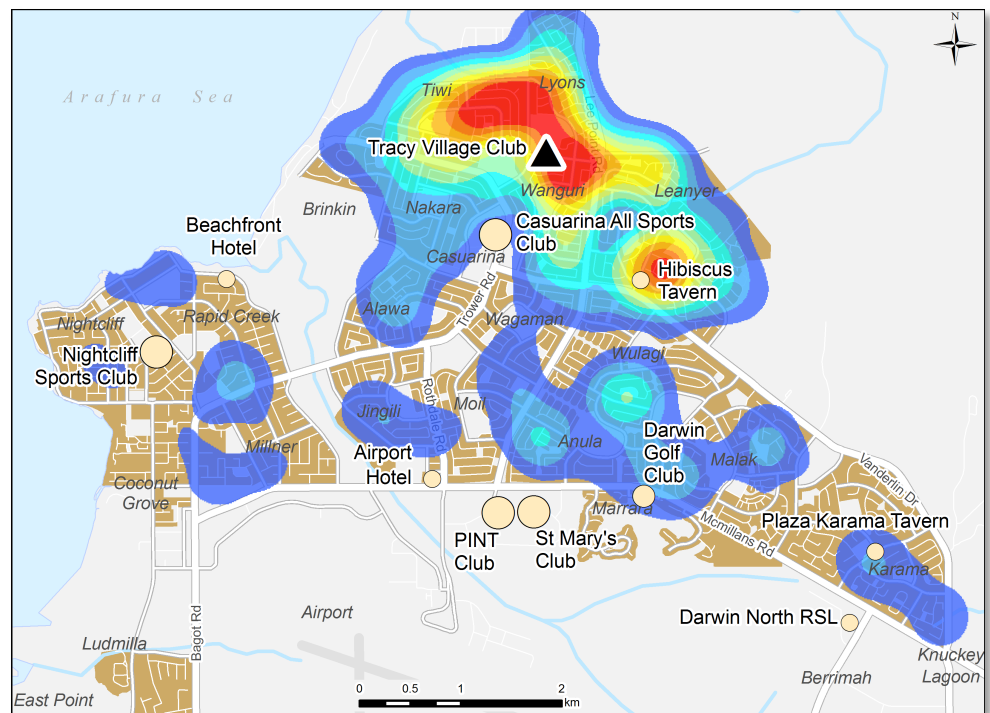 N
Arafura Sea
Tiwi
Lyons
Lee Point Rd
Tracy Village Club
Wanguri
Leanyer
Brinkin
Nakara
Beachfront
Hotel
Casuarina All Sports
Club
Casuarina
Hibiscus
Tavern
Alawa
Trower Rd
Nightcliff
Rapid Creek
Wagaman
Nightcliff
Sports Club
Wulagi
Rothdale Rd
Jingili
Moil
Anula
Darwin
Golf
Club
Millner
Airport
Hotel
Malak
Vanderlin Dr
Coconut
Grove
Marrara
Mcmillans Rd
Plaza Karama Tavern
PINT
Club
St Mary's
Club
Karama
Airport
Darwin North RSL
Bagot Rd
Ludmilla
Knuckey
Lagoon
Berrimah
East Point
0 0.5 1 2
km